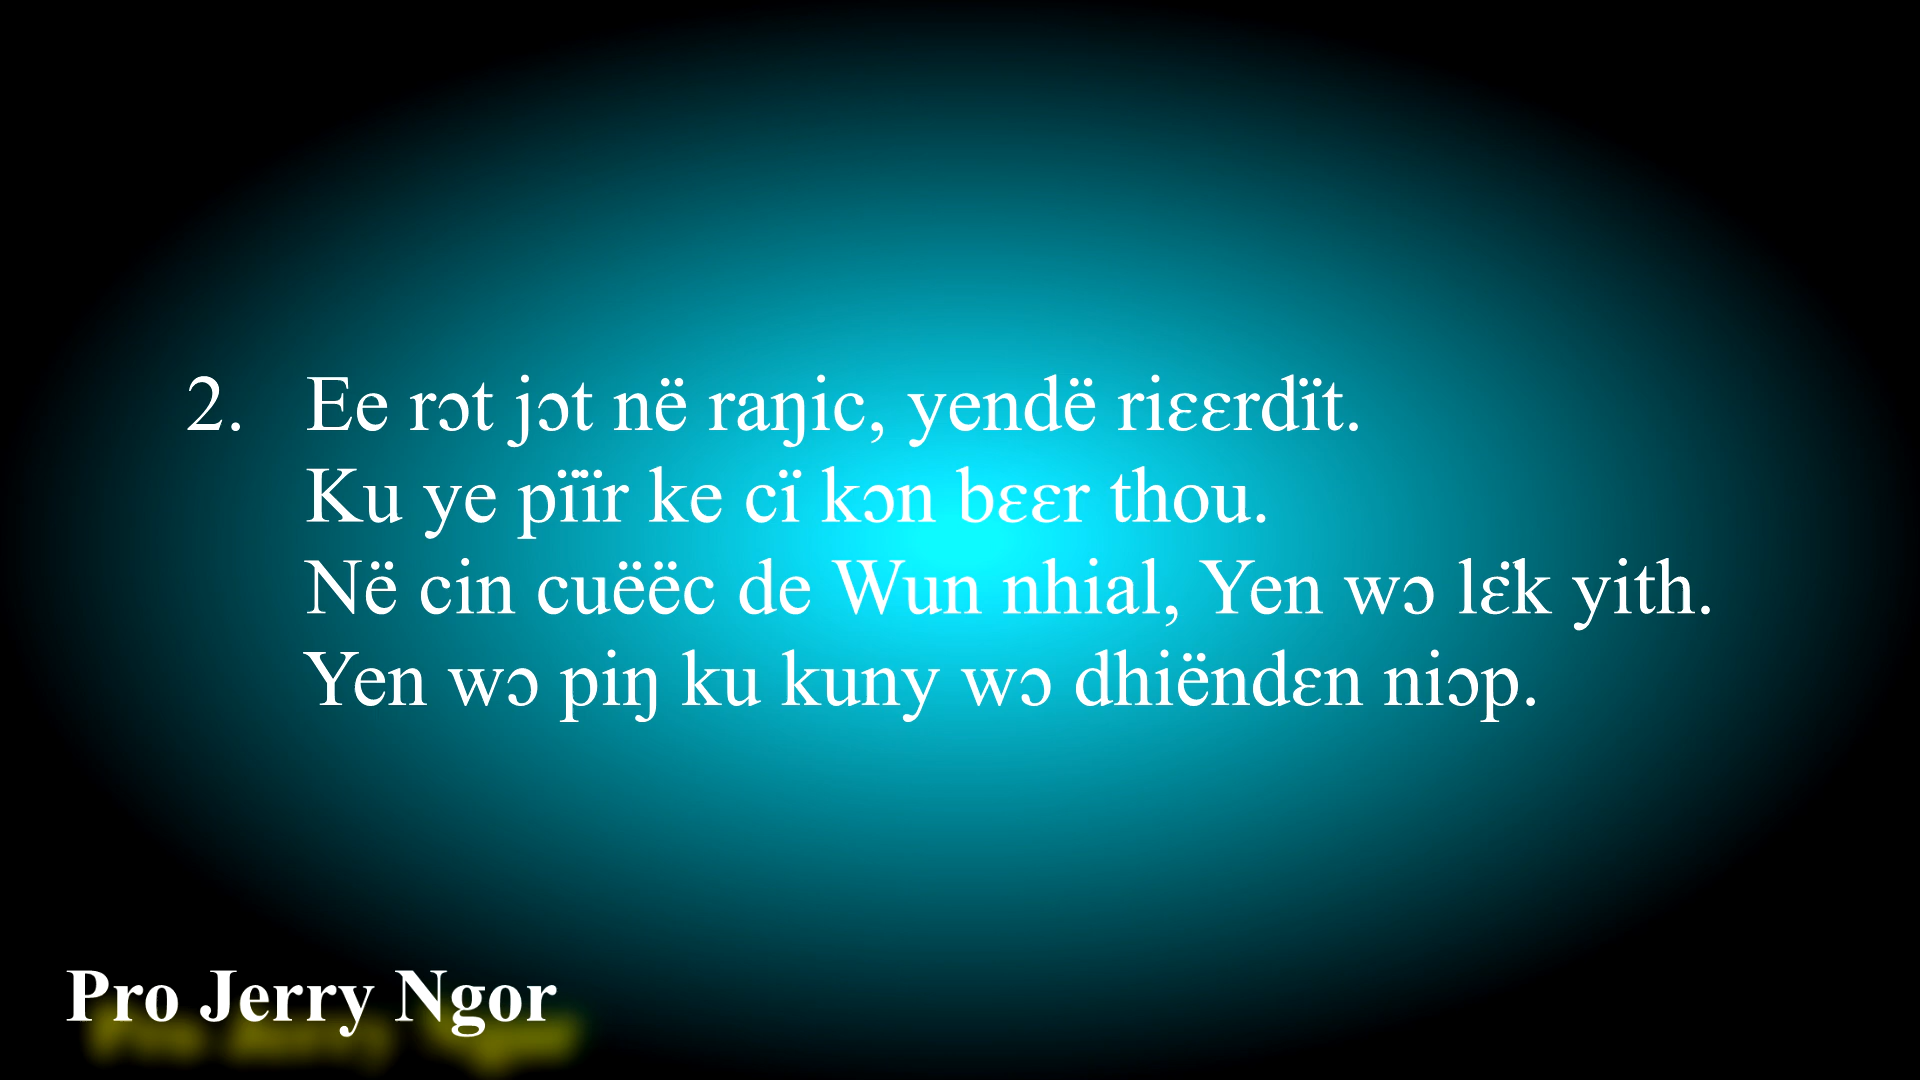 2. Ee rɔt jɔt në raŋic, yendë riɛɛrdït.
Ku ye pïïr ke cï kɔn bɛɛr thou.
Në cin cuëëc de Wun nhial, Yen wɔ lɛ̈k yith.
Yen wɔ piŋ ku kuny wɔ dhiëndɛn niɔp.
Pro Jerry Ngor